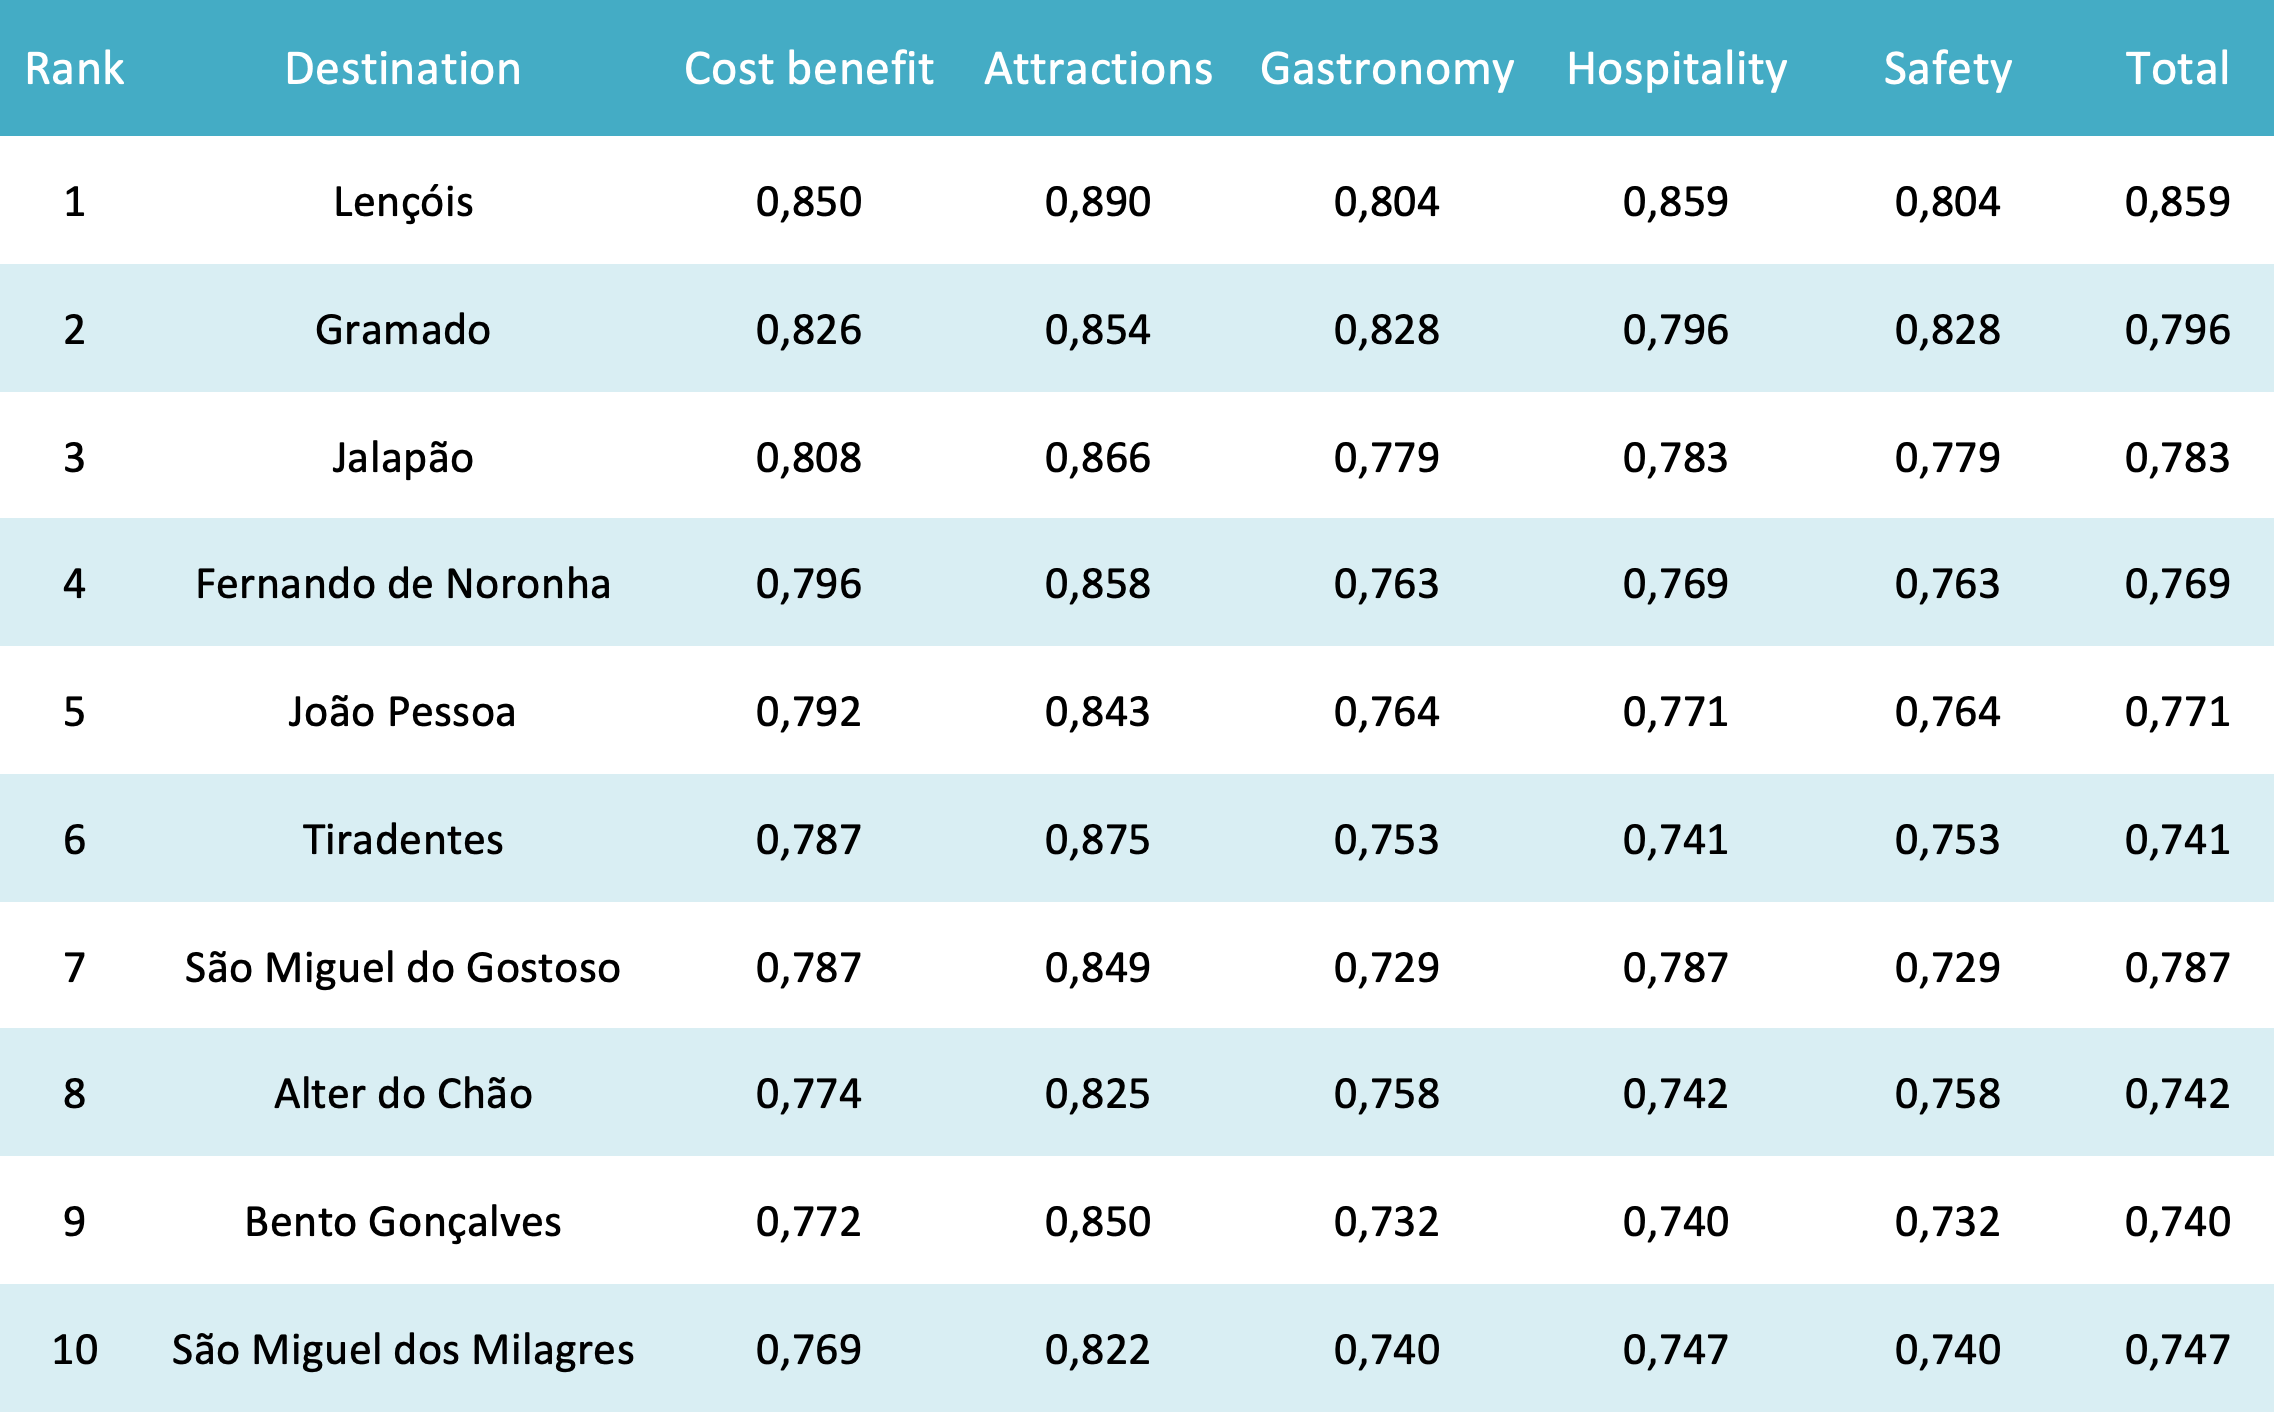 Rank Destination Cost benefit Attractions Gastronomy Hospitality Safety Total
1 Lençóis 0,850 0,890 0,804 0,859 0,804 0,859
2 Gramado 0,826 0,854 0,828 0,796 0,828 0,796
3 Jalapão 0,808 0,866 0,779 0,783 0,779 0,783
4 Fernando de Noronha 0,796 0,858 0,763 0,769 0,763 0,769
5 João Pessoa 0,792 0,843 0,764 0,771 0,764 0,771
6 Tiradentes 0,787 0,875 0,753 0,741 0,753 0,741
7 São Miguel do Gostoso 0,787 0,849 0,729 0,787 0,729 0,787
8 Alter do Chão 0,774 0,825 0,758 0,742 0,758 0,742
9 Bento Gonçalves 0,772 0,850 0,732 0,740 0,732 0,740
10 São Miguel dos Milagres 0,769 0,822 0,740 0,747 0,740 0,747